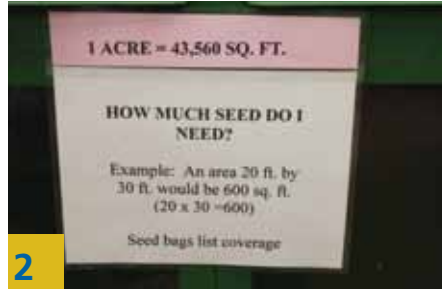 1 ACRE = 43,560 SQ. FT.
HOW MUCH SEED DO I
NEED?
Example: An area 20 ft. by
30 ft. would be 600 sq. ft.
(20 x 30 =600)
Seed bags list coverage
2